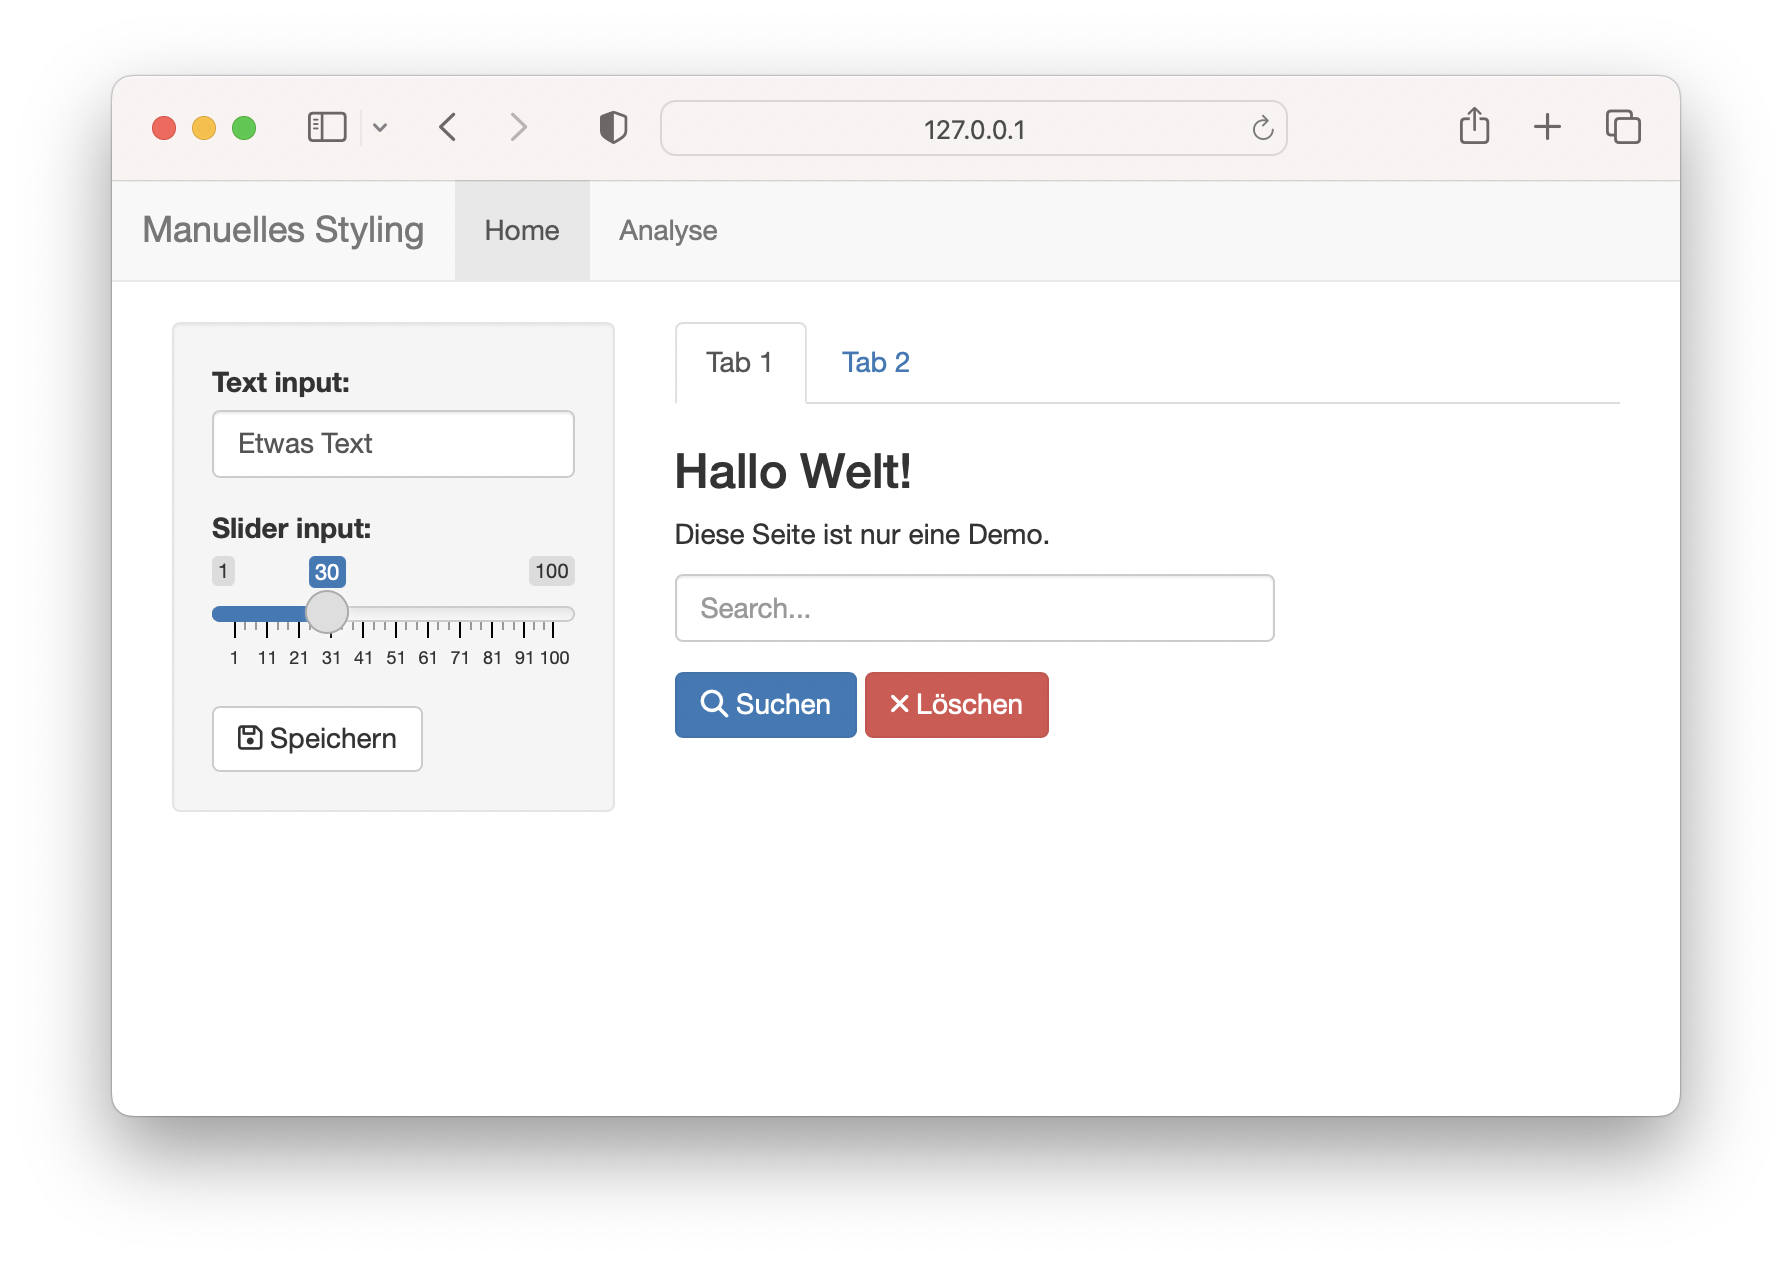 127.0.0.1
Manuelles Styling Home Analyse
Text input:
Etwas Text
Slider input:
1 30 100
1 11 21 31 41 51 61 71 81 91 100
Speichern
Tab 1 Tab 2
Hallo Welt!
Diese Seite ist nur eine Demo.
Search...
Suchen Löschen